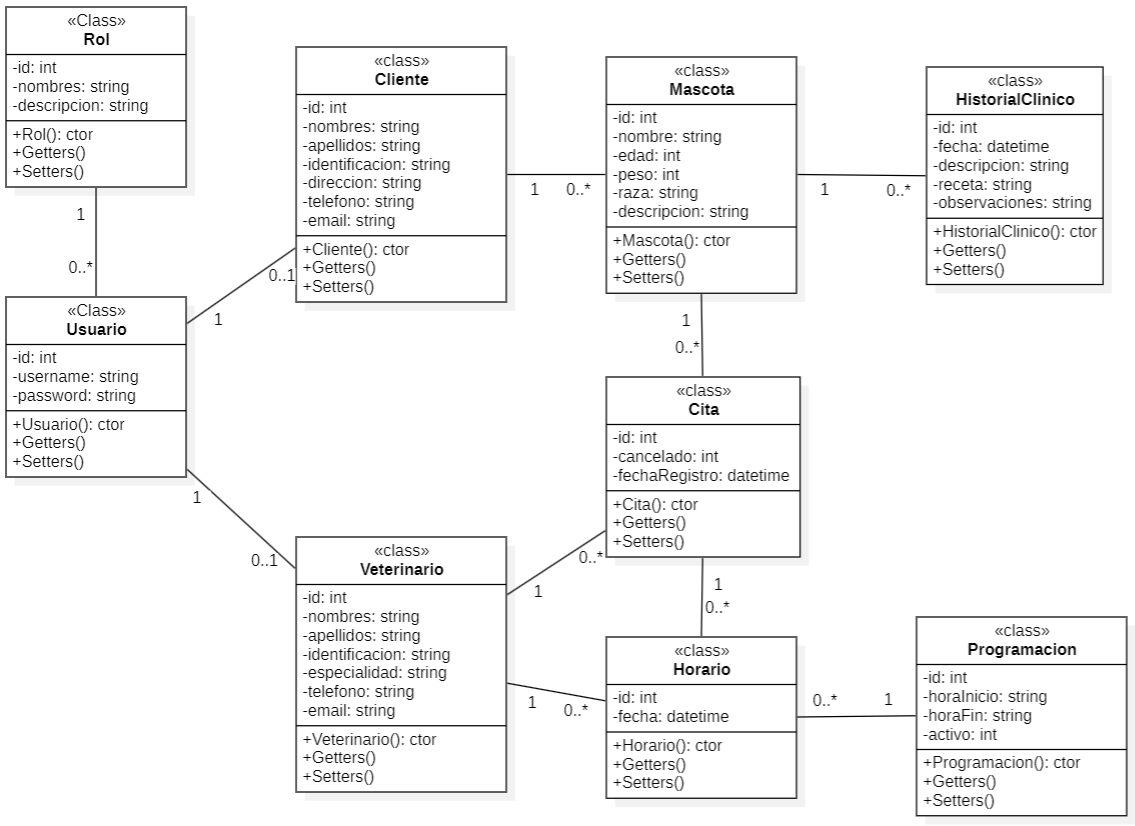 «Class»
Rol
-id: int
-nombres: string
-descripcion: string
+Rol(): ctor
+Getters()
+Setters()
1
0..*
«Class»
Usuario
-id: int
-username: string
-password: string
+Usuario(): ctor
+Getters()
+Setters()
1
0..1
1
0..1
«class»
Cliente
-id: int
-nombres: string
-apellidos: string
-identificacion: string
-direccion: string
-telefono: string
-email: string
+Cliente(): ctor
+Getters()
+Setters()
1
0..*
«class»
Mascota
-id: int
-nombre: string
-edad: int
-peso: int
-raza: string
-descripcion: string
+Mascota(): ctor
+Getters()
+Setters()
1
0..*
«class»
HistorialClinico
-id: int
-fecha: datetime
-descripcion: string
-receta: string
-observaciones: string
+HistorialClinico(): ctor
+Getters()
+Setters()
1
0..*
«class»
Cita
-id: int
-cancelado: int
-fechaRegistro: datetime
+Cita(): ctor
+Getters()
+Setters()
«class»
Veterinario
-id: int
-nombres: string
-apellidos: string
-identificacion: string
-especialidad: string
-telefono: string
-email: string
+Veterinario(): ctor
+Getters()
+Setters()
1
0..*
1
0..*
1
0..*
«class»
Horario
-id: int
-fecha: datetime
+Horario(): ctor
+Getters()
+Setters()
0..*
1
«class»
Programacion
-id: int
-horaInicio: string
-horaFin: string
-activo: int
+Programacion(): ctor
+Getters()
+Setters()